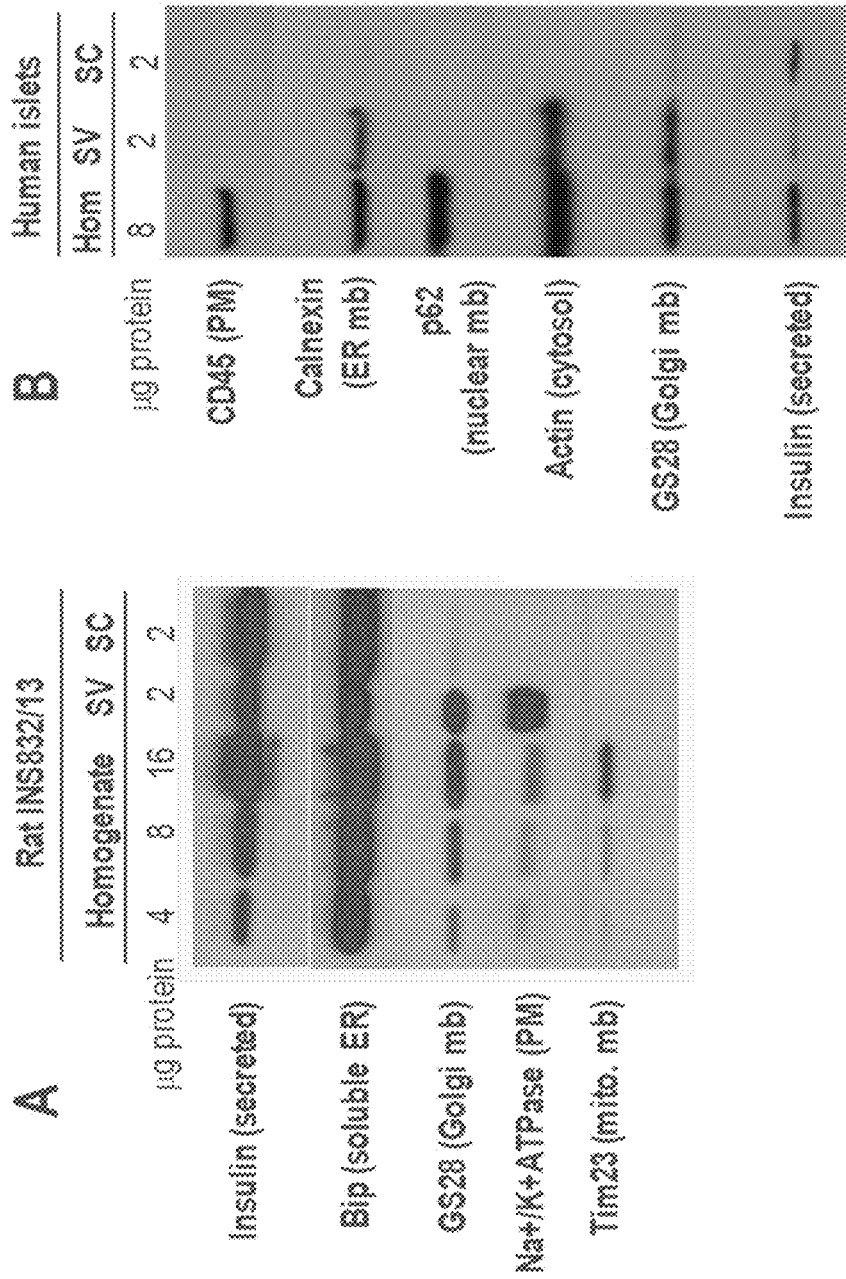 A
Rat INS832/13
Homogenate SV SC
µg protein 4 8 16 2 2
Insulin (secreted)
Bip (soluble ER)
GS28 (Golgi mb)
Na+/K+ATPase (PM)
Tim23 (mito. mb)
B
Human islets
Hom SV SC
µg protein 8 2 2
CD45 (PM)
Calnexin
(ER mb)
p62
(nuclear mb)
Actin (cytosol)
GS28 (Golgi mb)
Insulin (secreted)